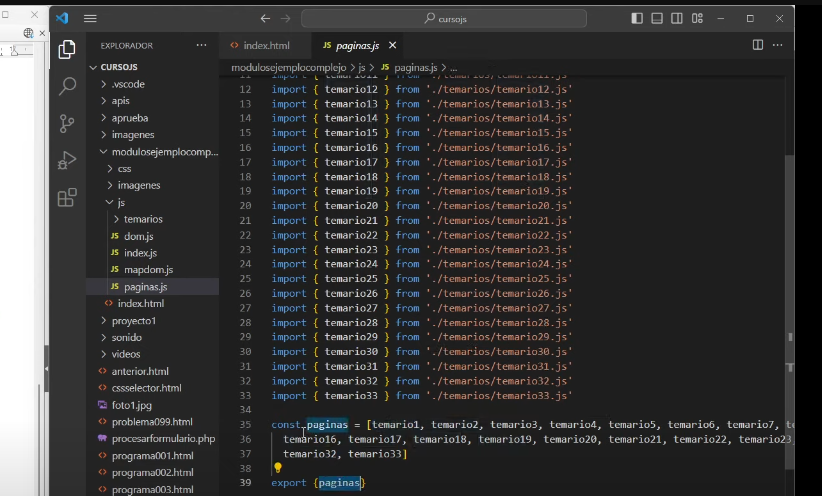 cursojs
EXPLORADOR
index.html
JS paginas.js
modulosejemplocomplejo > js > JS paginas.js > ...
CURSOJS
.vscode
apis
aprueba
imagenes
modulosejemplocomp...
css
imagenes
js
temarios
JS dom.js
JS index.js
JS mapdom.js
JS paginas.js
index.html
proyecto1
sonido
videos
anterior.html
cssselector.html
foto1.jpg
problema099.html
procesarformulario.php
programa001.html
programa002.html
programa003.html
11 import { temario11 } from './temarios/temario11.js'
12 import { temario12 } from './temarios/temario12.js'
13 import { temario13 } from './temarios/temario13.js'
14 import { temario14 } from './temarios/temario14.js'
15 import { temario15 } from './temarios/temario15.js'
16 import { temario16 } from './temarios/temario16.js'
17 import { temario17 } from './temarios/temario17.js'
18 import { temario18 } from './temarios/temario18.js'
19 import { temario19 } from './temarios/temario19.js'
20 import { temario20 } from './temarios/temario20.js'
21 import { temario21 } from './temarios/temario21.js'
22 import { temario22 } from './temarios/temario22.js'
23 import { temario23 } from './temarios/temario23.js'
24 import { temario24 } from './temarios/temario24.js'
25 import { temario25 } from './temarios/temario25.js'
26 import { temario26 } from './temarios/temario26.js'
27 import { temario27 } from './temarios/temario27.js'
28 import { temario28 } from './temarios/temario28.js'
29 import { temario29 } from './temarios/temario29.js'
30 import { temario30 } from './temarios/temario30.js'
31 import { temario31 } from './temarios/temario31.js'
32 import { temario32 } from './temarios/temario32.js'
33 import { temario33 } from './temarios/temario33.js'
34
35 const paginas = [temario1, temario2, temario3, temario4, temario5, temario6, temario7,
36 temario16, temario17, temario18, temario19, temario20, temario21, temario22, temario23,
37 temario32, temario33]
38
39 export {paginas}